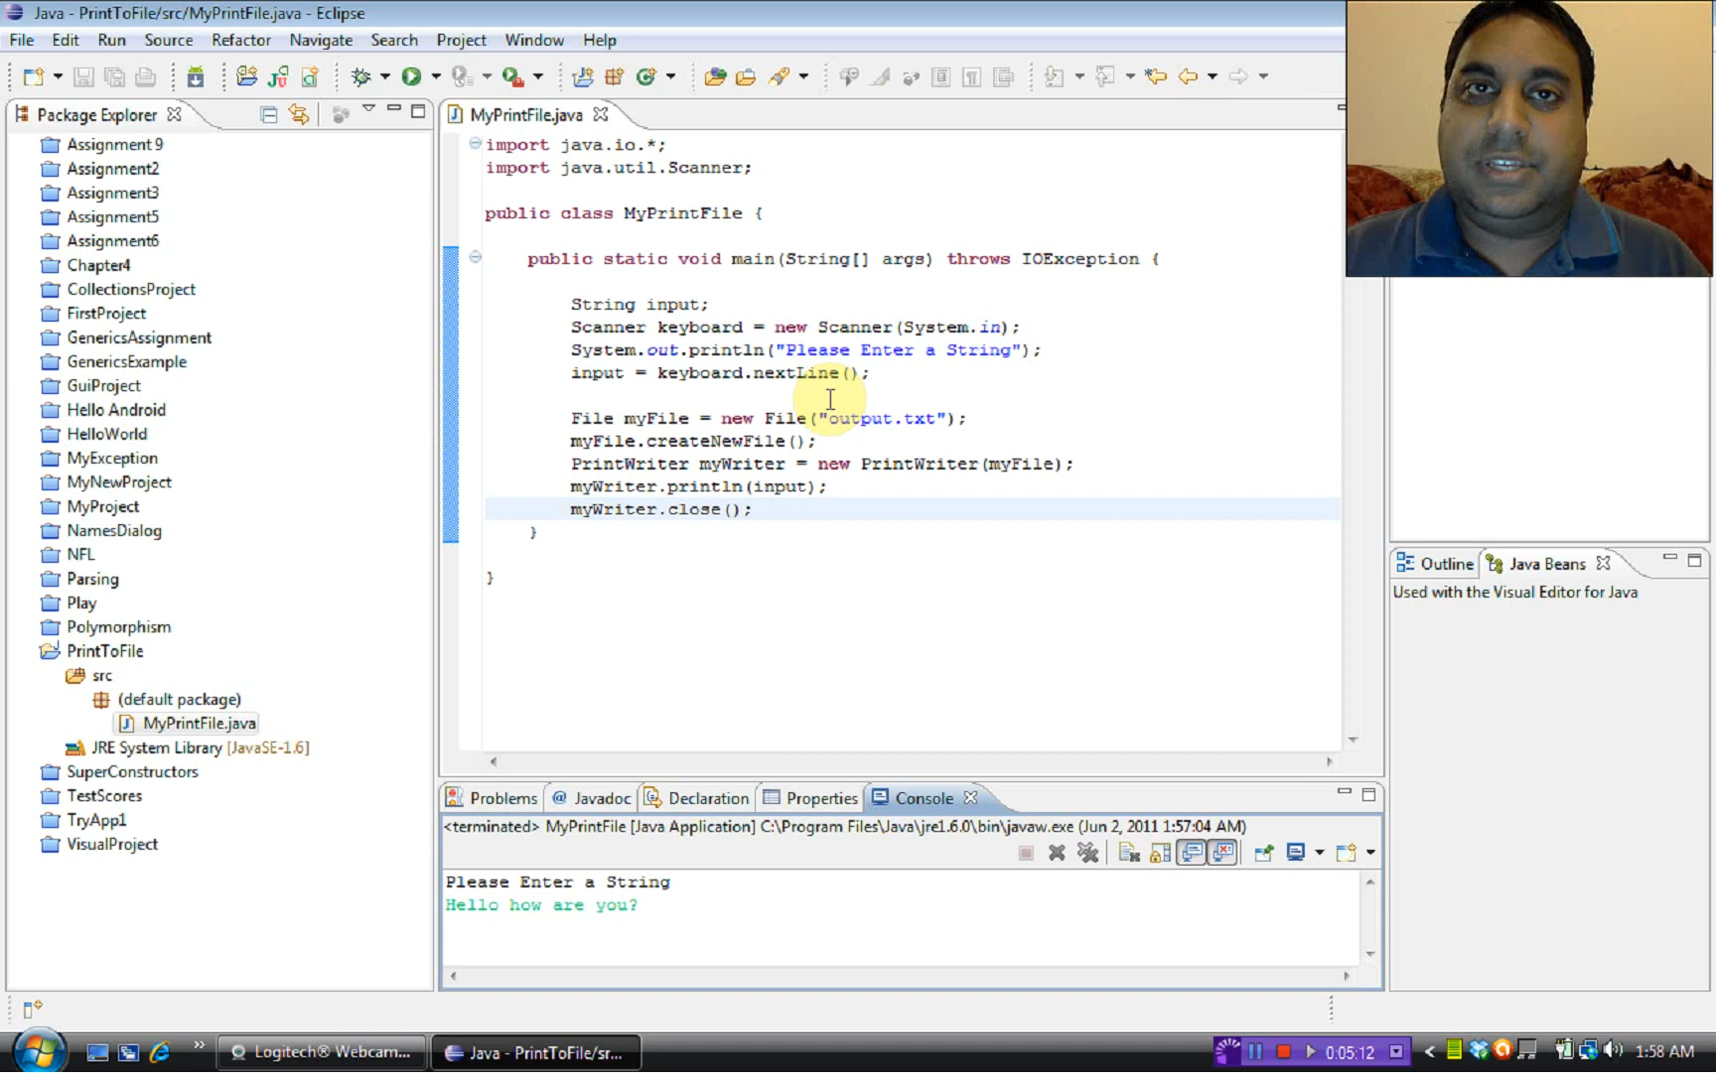 Java - PrintToFile/src/MyPrintFile.java - Eclipse
File Edit Run Source Refactor Navigate Search Project Window Help
Package Explorer
Assignment 9
Assignment2
Assignment3
Assignment5
Assignment6
Chapter4
CollectionsProject
FirstProject
GenericsAssignment
GenericsExample
GuiProject
Hello Android
HelloWorld
MyException
MyNewProject
MyProject
NamesDialog
NFL
Parsing
Play
Polymorphism
PrintToFile
src
(default package)
MyPrintFile.java
JRE System Library [JavaSE-1.6]
SuperConstructors
TestScores
TryApp1
VisualProject
MyPrintFile.java
import java.io.*;
import java.util.Scanner;
public class MyPrintFile {
public static void main(String[] args) throws IOException {
String input;
Scanner keyboard = new Scanner(System.in);
System.out.println("Please Enter a String");
input = keyboard.nextLine();
File myFile = new File("output.txt");
myFile.createNewFile();
PrintWriter myWriter = new PrintWriter(myFile);
myWriter.println(input);
myWriter.close();
}
}
Outline Java Beans
Used with the Visual Editor for Java
Problems @ Javadoc Declaration Properties Console
<terminated> MyPrintFile [Java Application] C:\Program Files\Java\jre1.6.0\bin\javaw.exe (Jun 2, 2011 1:57:04 AM)
Please Enter a String
Hello how are you?
Logitech® Webcam... Java - PrintToFile/sr... 0:05:12 1:58 AM